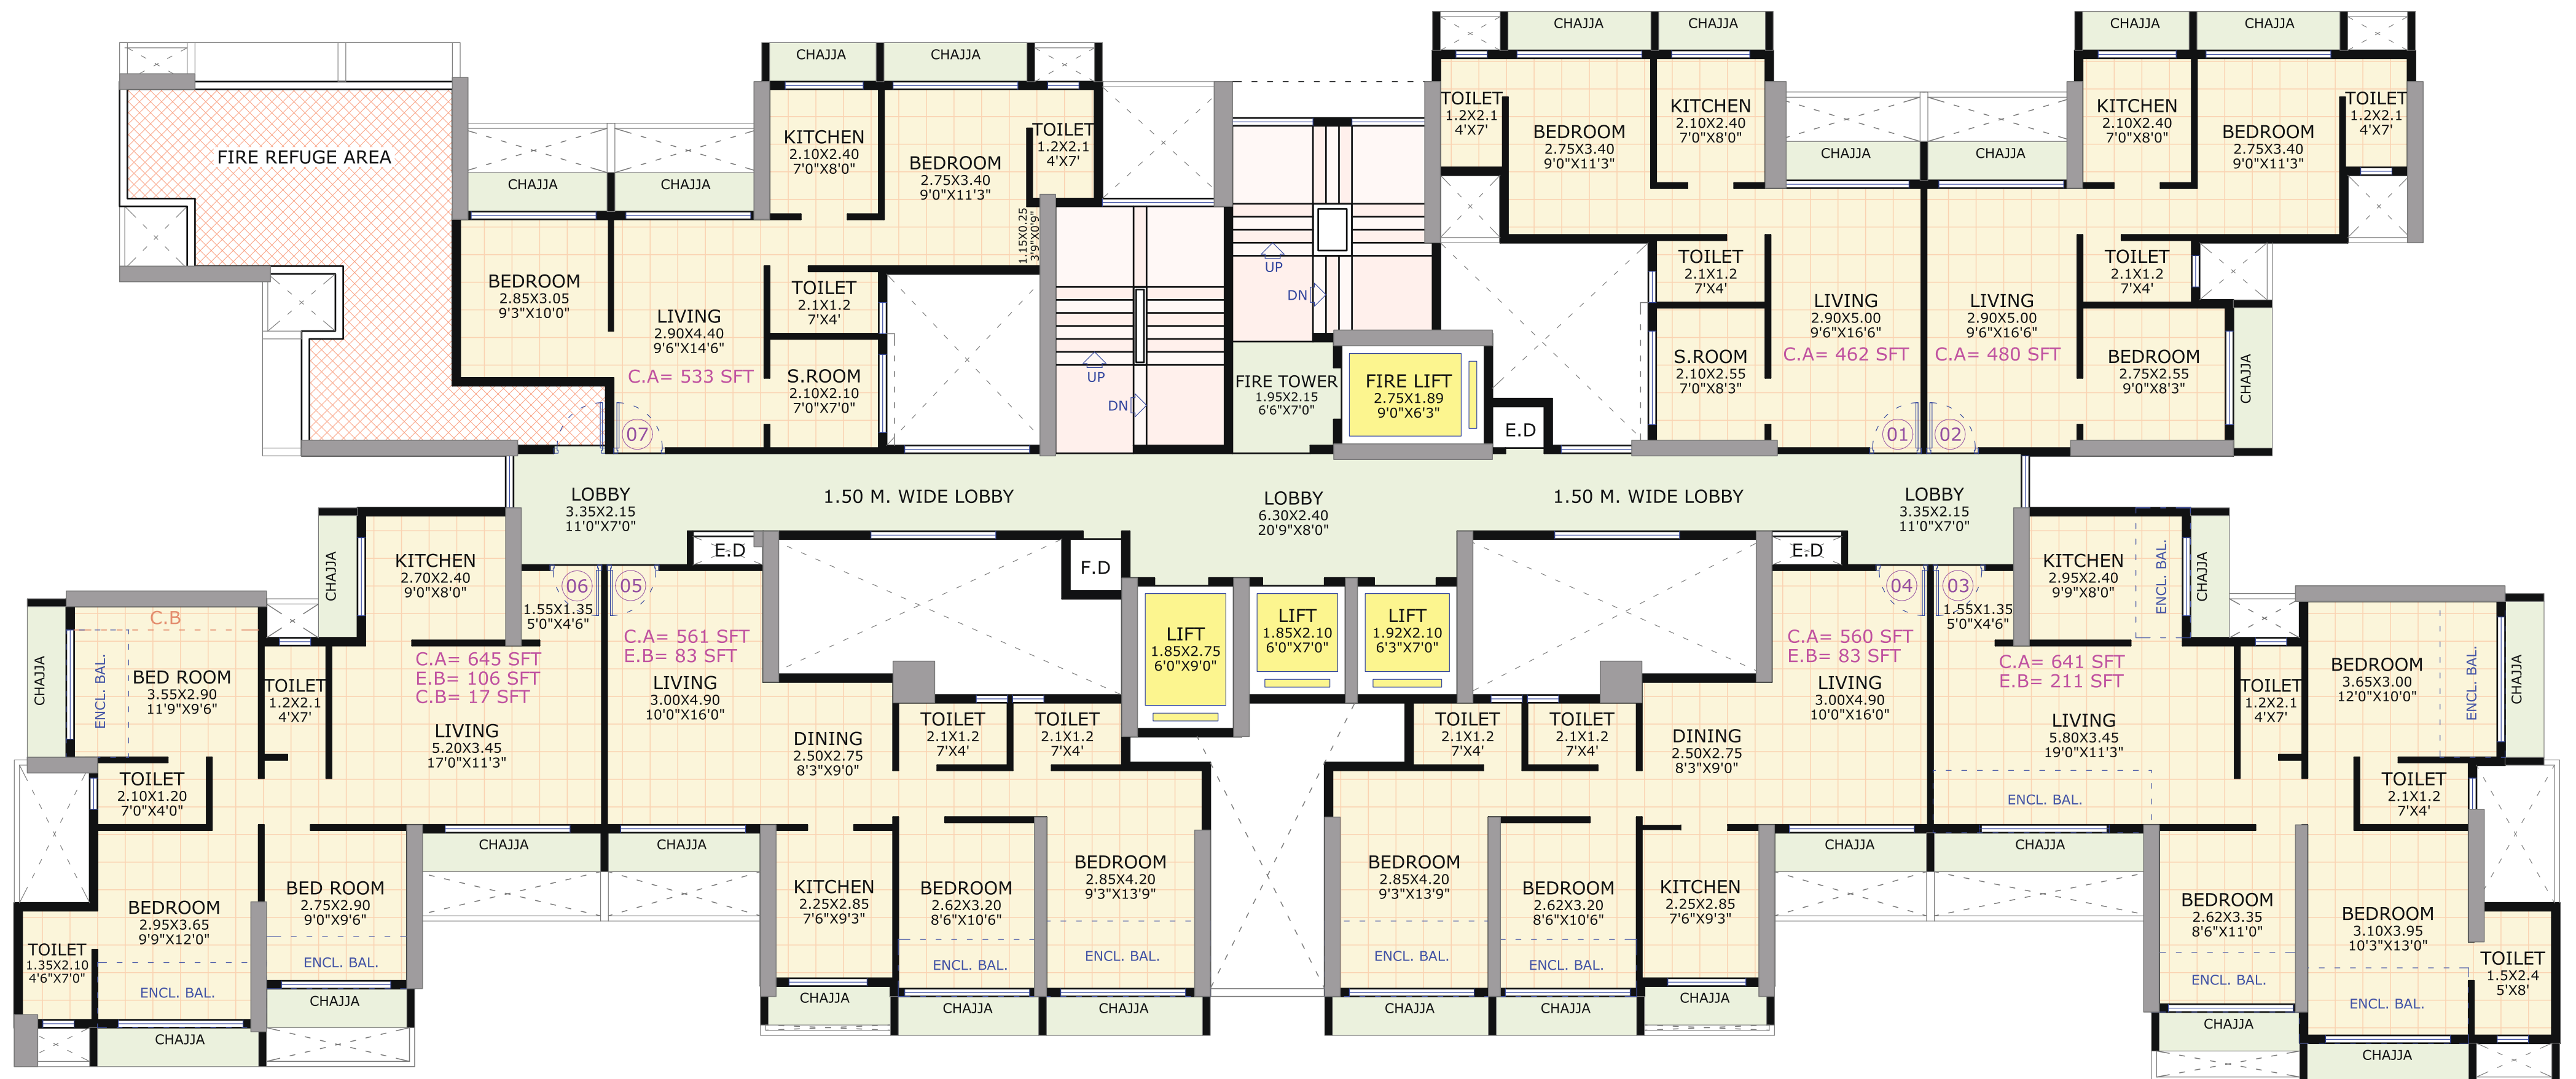 CHAJJA
CHAJJA
CHAJJA
CHAJJA
CHAJJA
CHAJJA
FIRE REFUGE AREA
CHAJJA
CHAJJA
KITCHEN
2.10X2.40
7'0"X8'0"
BEDROOM
2.75X3.40
9'0"X11'3"
TOILET
1.2X2.1
4'X7'
1.15X0.25
3'9"X0'9"
BEDROOM
2.85X3.05
9'3"X10'0"
LIVING
2.90X4.40
9'6"X14'6"
C.A= 533 SFT
TOILET
2.1X1.2
7'X4'
S.ROOM
2.10X2.10
7'0"X7'0"
07
UP
DN
UP
DN
FIRE TOWER
1.95X2.15
6'6"X7'0"
FIRE LIFT
2.75X1.89
9'0"X6'3"
E.D
TOILET
1.2X2.1
4'X7'
BEDROOM
2.75X3.40
9'0"X11'3"
KITCHEN
2.10X2.40
7'0"X8'0"
CHAJJA
CHAJJA
TOILET
2.1X1.2
7'X4'
S.ROOM
2.10X2.55
7'0"X8'3"
LIVING
2.90X5.00
9'6"X16'6"
C.A= 462 SFT
01
LIVING
2.90X5.00
9'6"X16'6"
C.A= 480 SFT
02
KITCHEN
2.10X2.40
7'0"X8'0"
BEDROOM
2.75X3.40
9'0"X11'3"
TOILET
1.2X2.1
4'X7'
TOILET
2.1X1.2
7'X4'
BEDROOM
2.75X2.55
9'0"X8'3"
CHAJJA
LOBBY
3.35X2.15
11'0"X7'0"
1.50 M. WIDE LOBBY
LOBBY
6.30X2.40
20'9"X8'0"
1.50 M. WIDE LOBBY
LOBBY
3.35X2.15
11'0"X7'0"
E.D
F.D
E.D
CHAJJA
KITCHEN
2.70X2.40
9'0"X8'0"
06
1.55X1.35
5'0"X4'6"
05
C.A= 561 SFT
E.B= 83 SFT
LIVING
3.00X4.90
10'0"X16'0"
C.B
CHAJJA
ENCL. BAL.
BED ROOM
3.55X2.90
11'9"X9'6"
TOILET
1.2X2.1
4'X7'
C.A= 645 SFT
E.B= 106 SFT
C.B= 17 SFT
LIVING
5.20X3.45
17'0"X11'3"
TOILET
2.10X1.20
7'0"X4'0"
DINING
2.50X2.75
8'3"X9'0"
TOILET
2.1X1.2
7'X4'
TOILET
2.1X1.2
7'X4'
LIFT
1.85X2.75
6'0"X9'0"
LIFT
1.85X2.10
6'0"X7'0"
LIFT
1.92X2.10
6'3"X7'0"
TOILET
2.1X1.2
7'X4'
TOILET
2.1X1.2
7'X4'
DINING
2.50X2.75
8'3"X9'0"
04
C.A= 560 SFT
E.B= 83 SFT
LIVING
3.00X4.90
10'0"X16'0"
03
1.55X1.35
5'0"X4'6"
KITCHEN
2.95X2.40
9'9"X8'0"
ENCL. BAL.
CHAJJA
C.A= 641 SFT
E.B= 211 SFT
LIVING
5.80X3.45
19'0"X11'3"
ENCL. BAL.
TOILET
1.2X2.1
4'X7'
BEDROOM
3.65X3.00
12'0"X10'0"
ENCL. BAL.
CHAJJA
TOILET
2.1X1.2
7'X4'
TOILET
1.35X2.10
4'6"X7'0"
BEDROOM
2.95X3.65
9'9"X12'0"
ENCL. BAL.
CHAJJA
BED ROOM
2.75X2.90
9'0"X9'6"
ENCL. BAL.
CHAJJA
CHAJJA
CHAJJA
KITCHEN
2.25X2.85
7'6"X9'3"
CHAJJA
BEDROOM
2.62X3.20
8'6"X10'6"
ENCL. BAL.
CHAJJA
BEDROOM
2.85X4.20
9'3"X13'9"
ENCL. BAL.
CHAJJA
BEDROOM
2.85X4.20
9'3"X13'9"
ENCL. BAL.
CHAJJA
BEDROOM
2.62X3.20
8'6"X10'6"
ENCL. BAL.
CHAJJA
KITCHEN
2.25X2.85
7'6"X9'3"
CHAJJA
CHAJJA
CHAJJA
BEDROOM
2.62X3.35
8'6"X11'0"
ENCL. BAL.
CHAJJA
BEDROOM
3.10X3.95
10'3"X13'0"
ENCL. BAL.
CHAJJA
TOILET
1.5X2.4
5'X8'